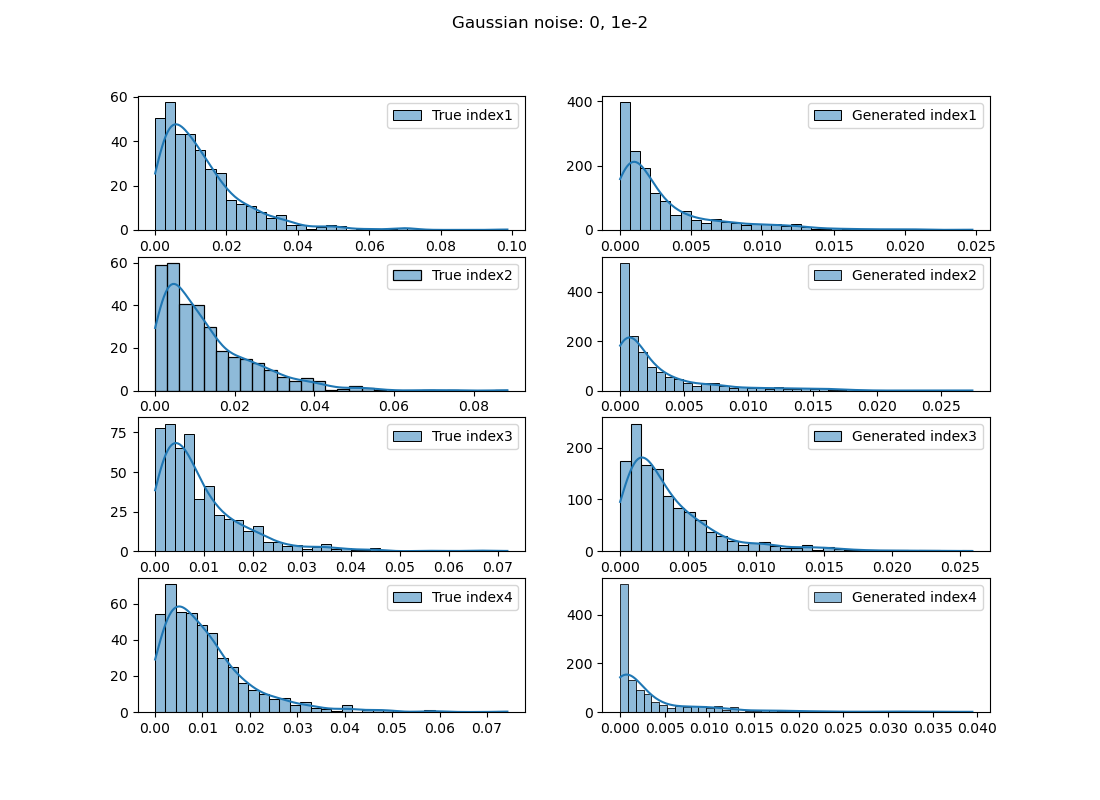 Gaussian noise: 0, 1e-2
60
40
20
0
True index1
0.00 0.02 0.04 0.06 0.08 0.10
400
200
0
Generated index1
0.000 0.005 0.010 0.015 0.020 0.025
60
40
20
0
True index2
0.00 0.02 0.04 0.06 0.08
400
200
0
Generated index2
0.000 0.005 0.010 0.015 0.020 0.025
75
50
25
0
True index3
0.00 0.01 0.02 0.03 0.04 0.05 0.06 0.07
200
100
0
Generated index3
0.000 0.005 0.010 0.015 0.020 0.025
60
40
20
0
True index4
0.00 0.01 0.02 0.03 0.04 0.05 0.06 0.07
400
200
0
Generated index4
0.000 0.005 0.010 0.015 0.020 0.025 0.030 0.035 0.040